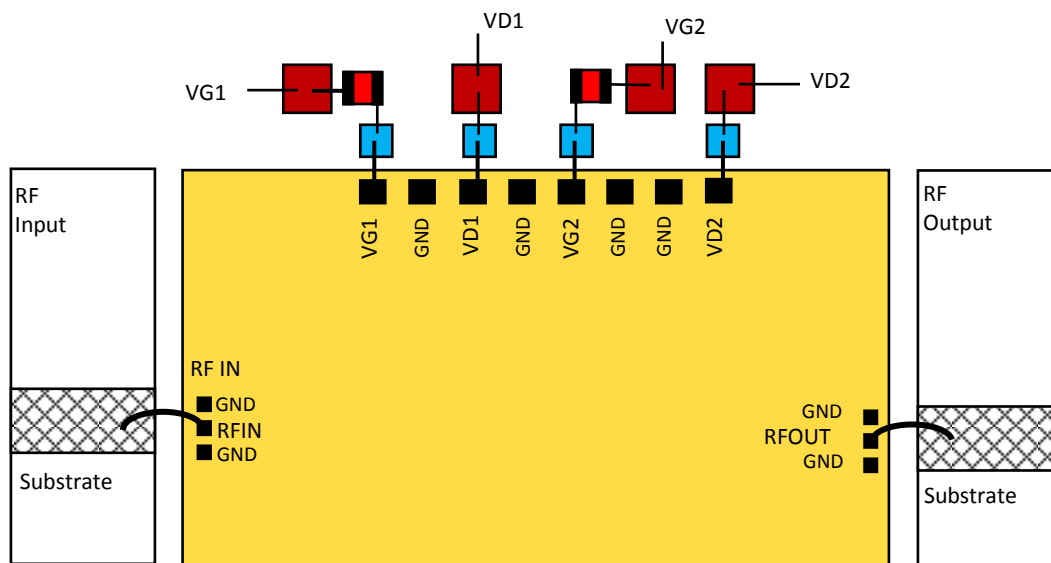 VD1
VG2
VG1
VD2
RF
Input
RF
Output
VG1
GND
VD1
GND
VG2
GND
GND
VD2
RF IN
GND
RFIN
GND
GND
RFOUT
GND
Substrate
Substrate